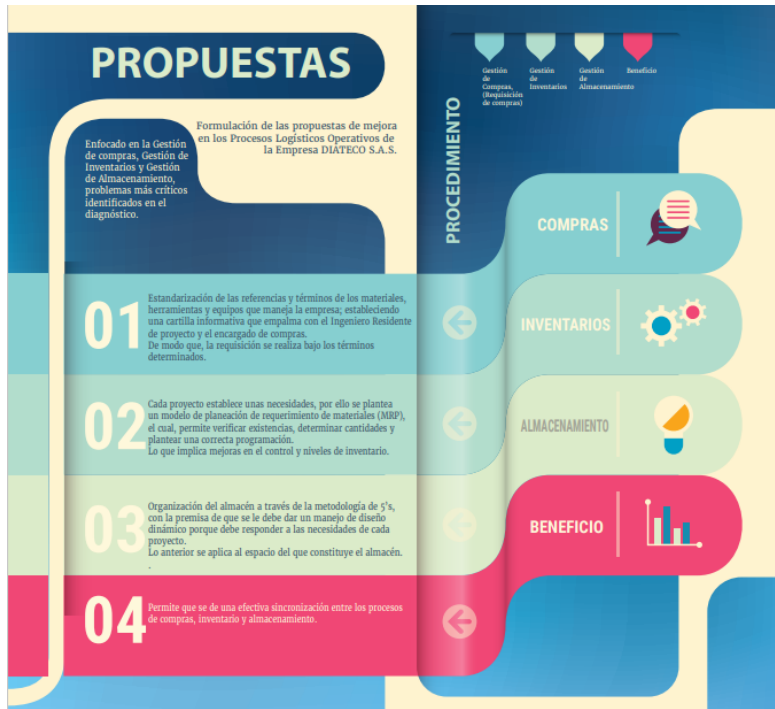 PROPUESTAS
Formulación de las propuestas de mejora
en los Procesos Logísticos Operativos de
la Empresa DIATECO S.A.S.
Enfocado en la Gestión
de compras, Gestión de
Inventarios y Gestión
de Almacenamiento,
problemas más críticos
identificados en el
diagnóstico.
PROCEDIMIENTO
Gestión
de
Compras,
(Requisición
de compras)
Gestión
de
Inventarios
Gestión
de
Almacenamiento
Beneficio
COMPRAS
01
Estandarización de las referencias y términos de los materiales,
herramientas y equipos que maneja la empresa; estableciendo
una cartilla informativa que empalma con el Ingeniero Residente
de proyecto y el encargado de compras.
De modo que, la requisición se realiza bajo los términos
determinados.
INVENTARIOS
02
Cada proyecto establece unas necesidades, por ello se plantea
un modelo de planeación de requerimiento de materiales (MRP),
el cual, permite verificar existencias, determinar cantidades y
plantear una correcta programación.
Lo que implica mejoras en el control y niveles de inventario.
ALMACENAMIENTO
03
Organización del almacén a través de la metodología de 5's,
con la premisa de que se le debe dar un manejo de diseño
dinámico porque debe responder a las necesidades de cada
proyecto.
Lo anterior se aplica al espacio del que constituye el almacén.
.
BENEFICIO
04
Permite que se de una efectiva sincronización entre los procesos
de compras, inventario y almacenamiento.